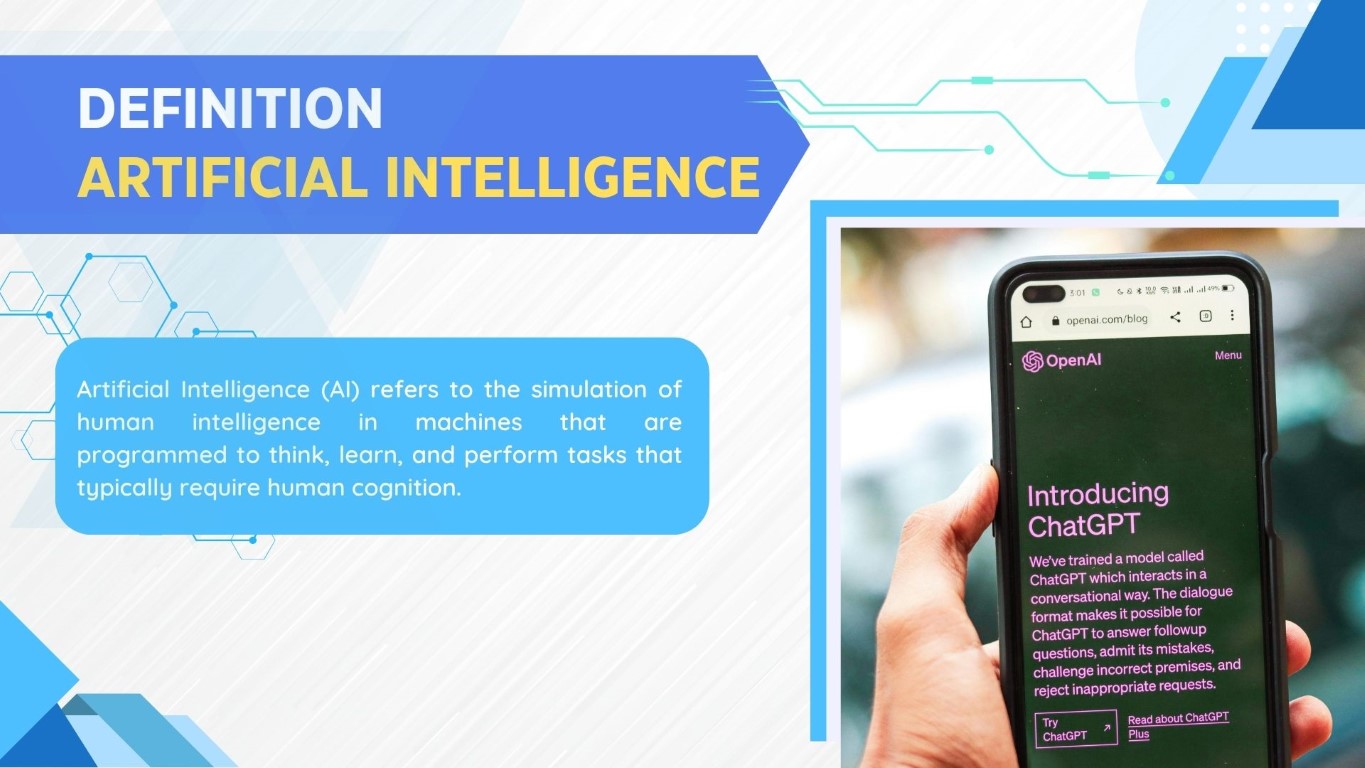 DEFINITION
ARTIFICIAL INTELLIGENCE
Artificial Intelligence (AI) refers to the simulation of
human intelligence in machines that are
programmed to think, learn, and perform tasks that
typically require human cognition.
5:01
49%
openai.com/blog
OpenAI
Menu
Introducing
ChatGPT
We've trained a model called
ChatGPT which interacts in a
conversational way. The dialogue
format makes it possible for
ChatGPT to answer followup
questions, admit its mistakes,
challenge incorrect premises, and
reject inappropriate requests.
Try
ChatGPT
Read about ChatGPT
Plus